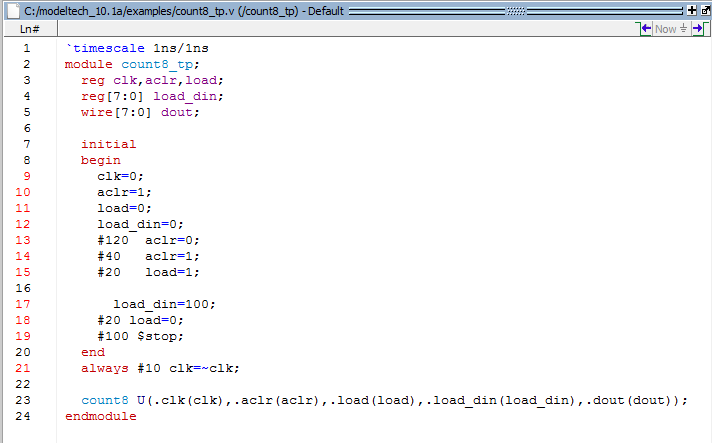 C:/modeltech_10.1a/examples/count8_tp.v (/count8_tp) - Default
Ln#
Now
1 `timescale 1ns/1ns
2 module count8_tp;
3 reg clk,aclr,load;
4 reg[7:0] load_din;
5 wire[7:0] dout;
6
7 initial
8 begin
9 clk=0;
10 aclr=1;
11 load=0;
12 load_din=0;
13 #120 aclr=0;
14 #40 aclr=1;
15 #20 load=1;
16
17 load_din=100;
18 #20 load=0;
19 #100 $stop;
20 end
21 always #10 clk=~clk;
22
23 count8 U(.clk(clk),.aclr(aclr),.load(load),.load_din(load_din),.dout(dout));
24 endmodule